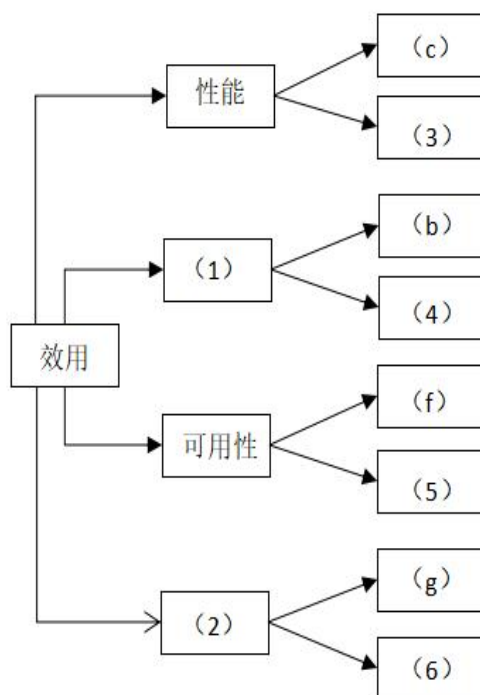 （c）
性能
（3）
（b）
（1）
（4）
效用
（f）
可用性
（5）
（g）
（2）
（6）